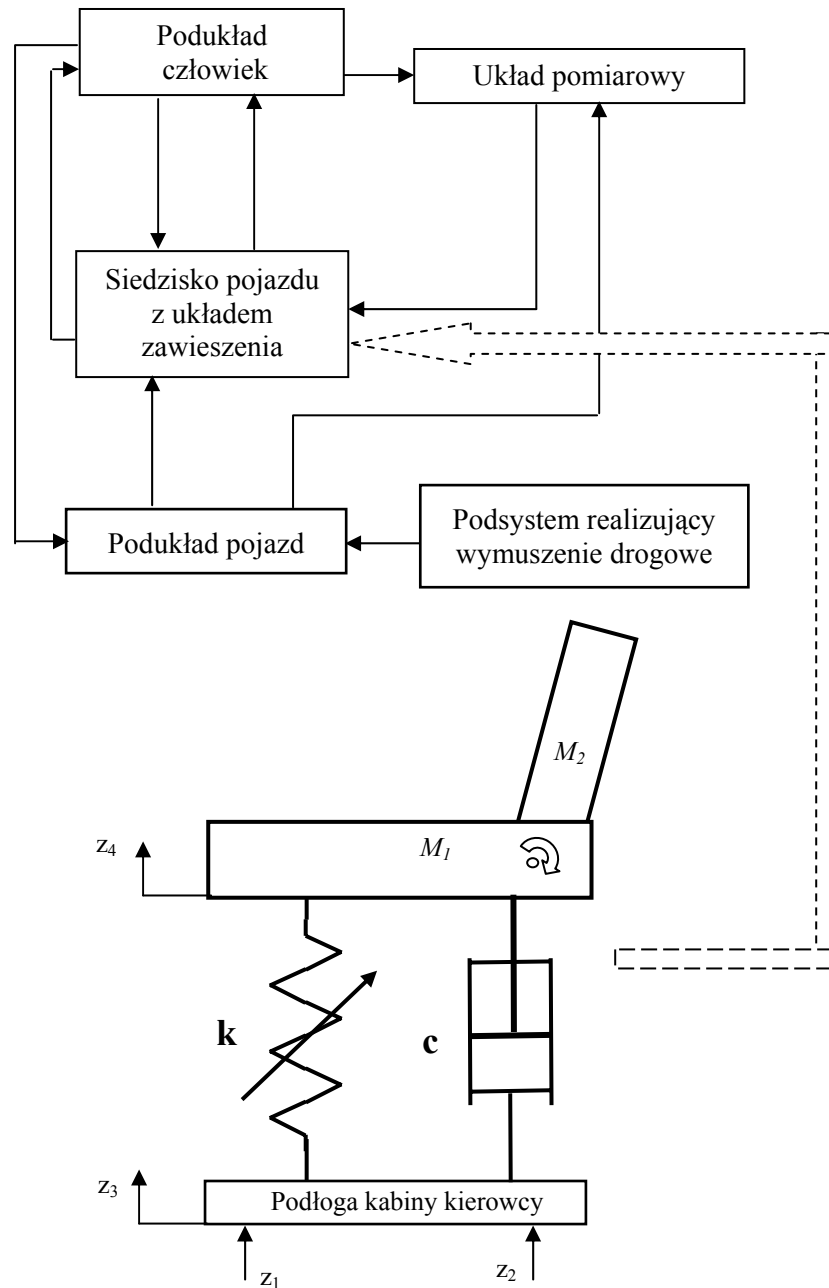 Podukład
człowiek
Układ pomiarowy
Siedzisko pojazdu
z układem
zawieszenia
Podukład pojazd
Podsystem realizujący
wymuszenie drogowe
M₂
z₄
M₁
k
c
z₃
Podłoga kabiny kierowcy
z₁
z₂